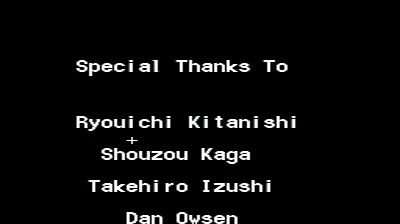 Special Thanks To
Ryouichi Kitanishi
Shouzou Kaga
Takehiro Izushi
Dan Owsen